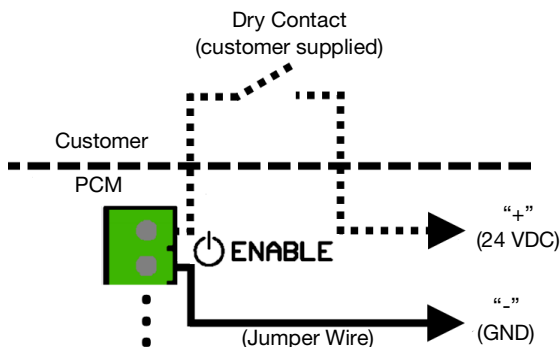 Dry Contact
(customer supplied)
Customer
PCM
"+"
(24 VDC)
ENABLE
"-"
(GND)
(Jumper Wire)